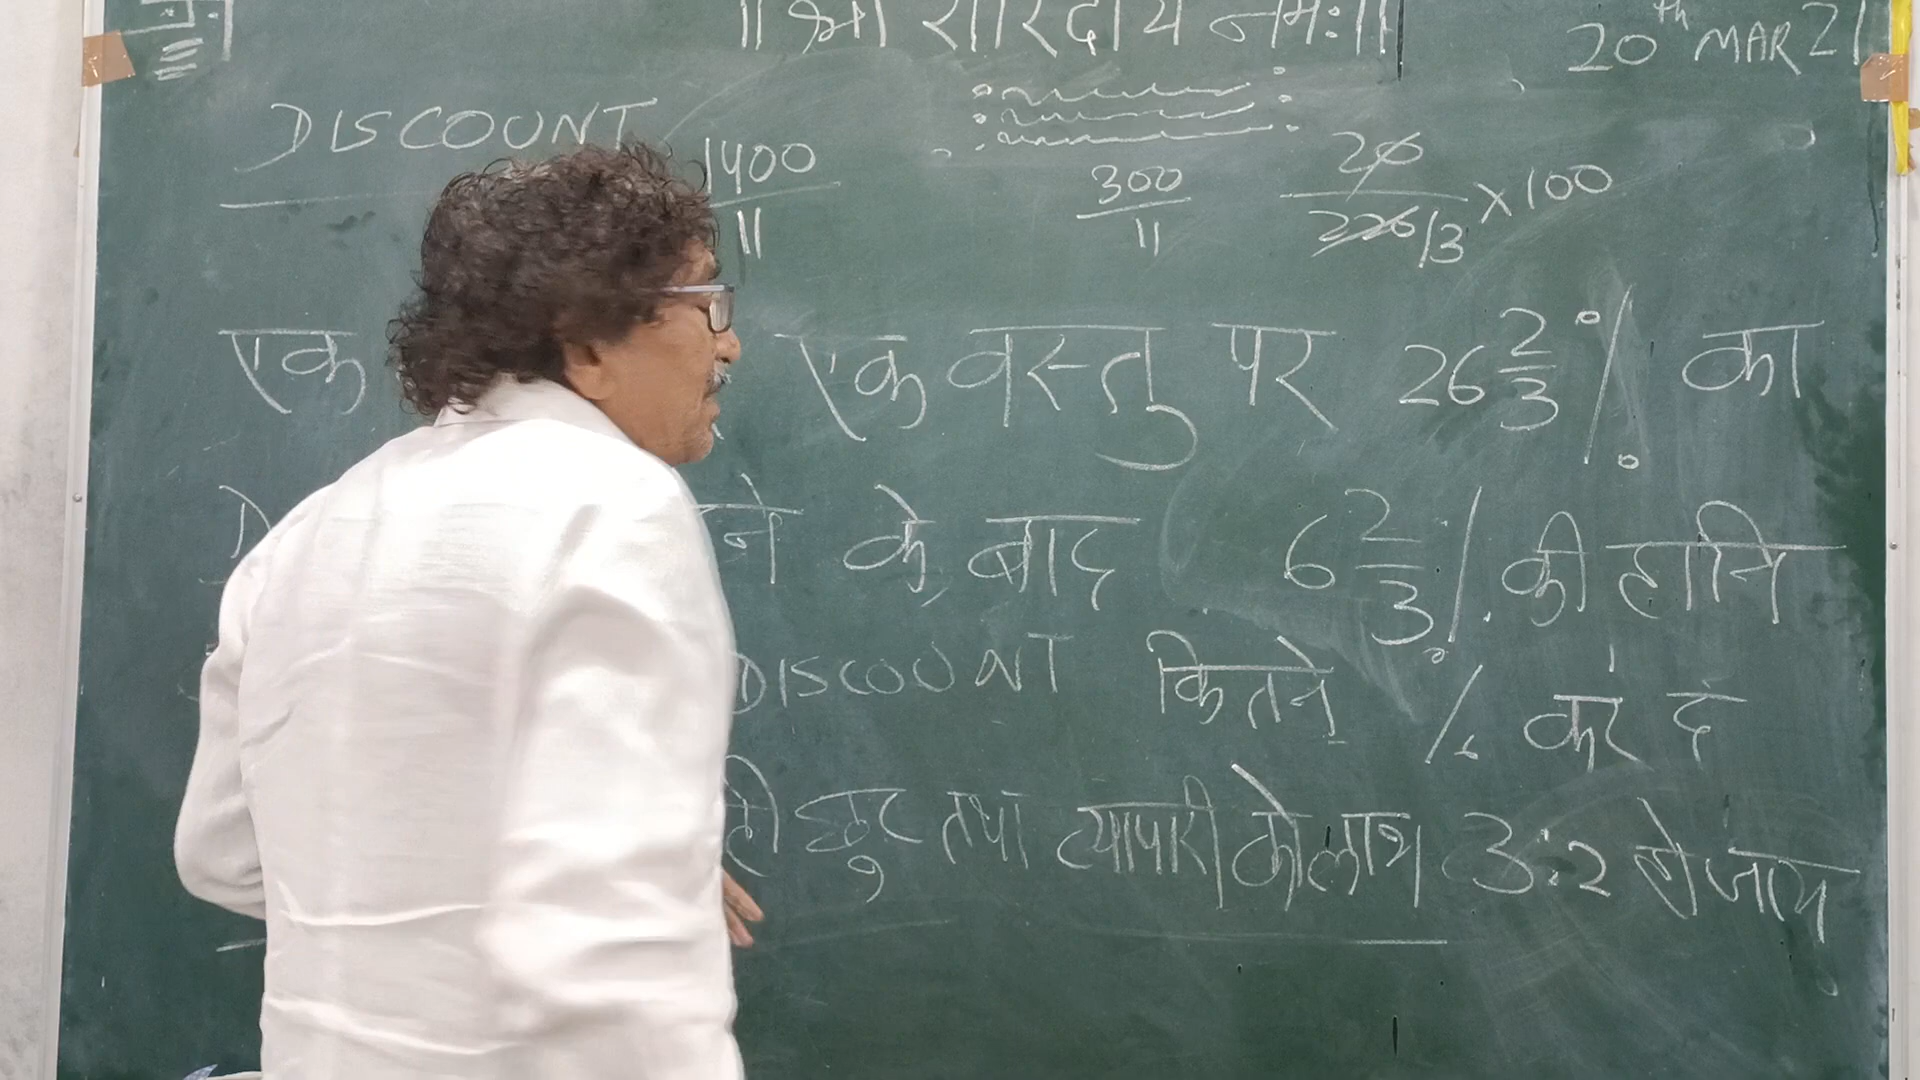 ॥ श्री शारदाय नमः॥
20th MAR 21
DISCOUNT
1400/11 300/11 20/220/3 ×100
एक एक वस्तु पर 26 2/3 % का
ने के बाद 6 2/3 % की हानि
DISCOUNT कितने % कर दें
ही छूट तथा व्यापारी को लाभ 3:2 हो जाय